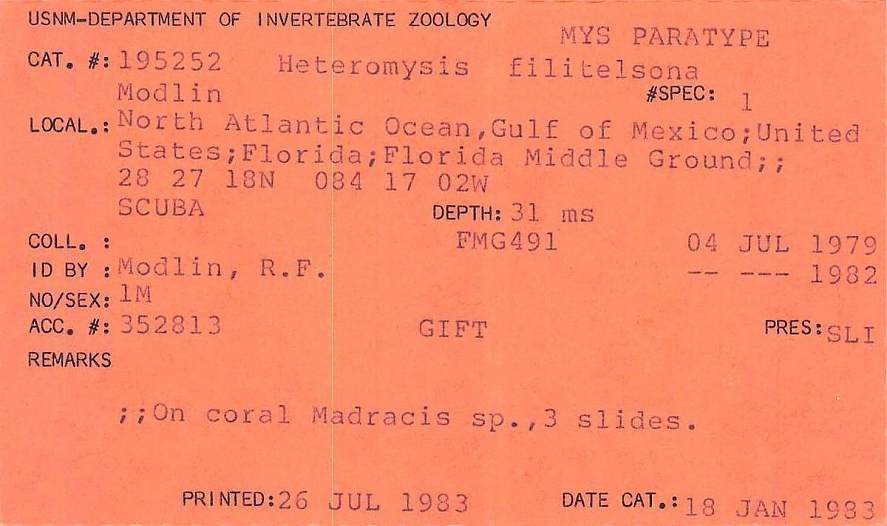 USNM-DEPARTMENT OF INVERTEBRATE ZOOLOGY
MYS PARATYPE
CAT. #: 195252 Heteromysis filitelsona
Modlin #SPEC: 1
LOCAL.: North Atlantic Ocean,Gulf of Mexico;United
States;Florida;Florida Middle Ground;;
28 27 18N 084 17 02W
SCUBA DEPTH: 31 ms
COLL. : FMG491 04 JUL 1979
ID BY : Modlin, R.F. -- --- 1982
NO/SEX: 1M
ACC. #: 352813 GIFT PRES: SLI
REMARKS
;;On coral Madracis sp.,3 slides.
PRINTED: 26 JUL 1983 DATE CAT.: 18 JAN 1983